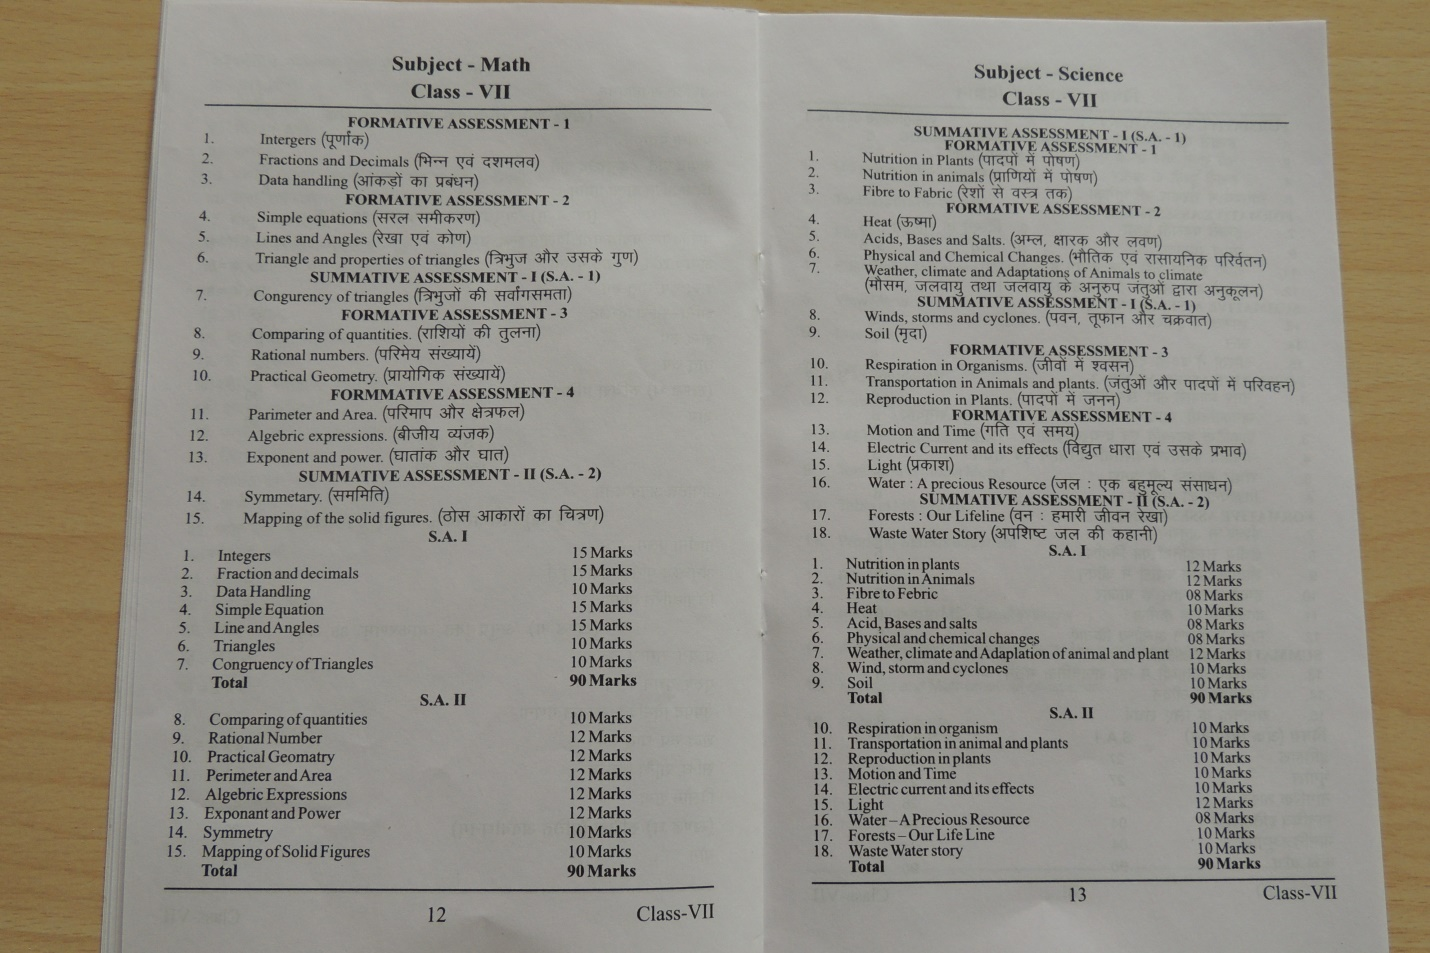 Subject - Math
Class - VII
FORMATIVE ASSESSMENT - 1
1. Intergers (पूर्णांक)
2. Fractions and Decimals (भिन्न एवं दशमलव)
3. Data handling (आंकड़ों का प्रबंधन)
FORMATIVE ASSESSMENT - 2
4. Simple equations (सरल समीकरण)
5. Lines and Angles (रेखा एवं कोण)
6. Triangle and properties of triangles (त्रिभुज और उसके गुण)
SUMMATIVE ASSESSMENT - I (S.A. - 1)
7. Congurency of triangles (त्रिभुजों की सर्वांगसमता)
FORMATIVE ASSESSMENT - 3
8. Comparing of quantities. (राशियों की तुलना)
9. Rational numbers. (परिमेय संख्यायें)
10. Practical Geometry. (प्रायोगिक संख्यायें)
FORMMATIVE ASSESSMENT - 4
11. Parimeter and Area. (परिमाप और क्षेत्रफल)
12. Algebric expressions. (बीजीय व्यंजक)
13. Exponent and power. (घातांक और घात)
SUMMATIVE ASSESSMENT - II (S.A. - 2)
14. Symmetary. (सममिति)
15. Mapping of the solid figures. (ठोस आकारों का चित्रण)
S.A. I
1. Integers 15 Marks
2. Fraction and decimals 15 Marks
3. Data Handling 10 Marks
4. Simple Equation 15 Marks
5. Line and Angles 15 Marks
6. Triangles 10 Marks
7. Congruency of Triangles 10 Marks
Total 90 Marks
S.A. II
8. Comparing of quantities 10 Marks
9. Rational Number 12 Marks
10. Practical Geomatry 12 Marks
11. Perimeter and Area 12 Marks
12. Algebric Expressions 12 Marks
13. Exponant and Power 12 Marks
14. Symmetry 10 Marks
15. Mapping of Solid Figures 10 Marks
Total 90 Marks
12 Class-VII
Subject - Science
Class - VII
SUMMATIVE ASSESSMENT - I (S.A. - 1)
FORMATIVE ASSESSMENT - 1
1. Nutrition in Plants (पादपों में पोषण)
2. Nutrition in animals (प्राणियों में पोषण)
3. Fibre to Fabric (रेशों से वस्त्र तक)
FORMATIVE ASSESSMENT - 2
4. Heat (ऊष्मा)
5. Acids, Bases and Salts. (अम्ल, क्षारक और लवण)
6. Physical and Chemical Changes. (भौतिक एवं रासायनिक परिर्वतन)
7. Weather, climate and Adaptations of Animals to climate
(मौसम, जलवायु तथा जलवायु के अनुरुप जंतुओं द्वारा अनुकूलन)
SUMMATIVE ASSESSMENT - I (S.A. - 1)
8. Winds, storms and cyclones. (पवन, तूफान और चक्रवात)
9. Soil (मृदा)
FORMATIVE ASSESSMENT - 3
10. Respiration in Organisms. (जीवों में श्वसन)
11. Transportation in Animals and plants. (जंतुओं और पादपों में परिवहन)
12. Reproduction in Plants. (पादपों में जनन)
FORMATIVE ASSESSMENT - 4
13. Motion and Time (गति एवं समय)
14. Electric Current and its effects (विद्युत धारा एवं उसके प्रभाव)
15. Light (प्रकाश)
16. Water : A precious Resource (जल : एक बहुमूल्य संसाधन)
SUMMATIVE ASSESSMENT - II (S.A. - 2)
17. Forests : Our Lifeline (वन : हमारी जीवन रेखा)
18. Waste Water Story (अपशिष्ट जल की कहानी)
S.A. I
1. Nutrition in plants 12 Marks
2. Nutrition in Animals 12 Marks
3. Fibre to Febric 08 Marks
4. Heat 10 Marks
5. Acid, Bases and salts 08 Marks
6. Physical and chemical changes 08 Marks
7. Weather, climate and Adaplation of animal and plant 12 Marks
8. Wind, storm and cyclones 10 Marks
9. Soil 10 Marks
Total 90 Marks
S.A. II
10. Respiration in organism 10 Marks
11. Transportation in animal and plants 10 Marks
12. Reproduction in plants 10 Marks
13. Motion and Time 10 Marks
14. Electric current and its effects 10 Marks
15. Light 12 Marks
16. Water – A Precious Resource 08 Marks
17. Forests – Our Life Line 10 Marks
18. Waste Water story 10 Marks
Total 90 Marks
13 Class-VII